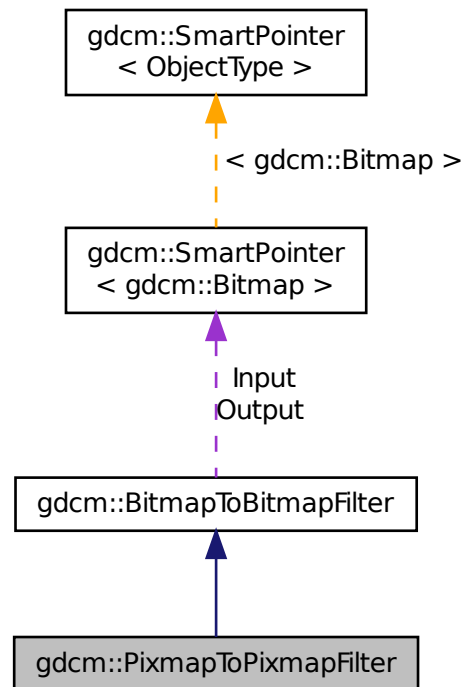 gdcm::SmartPointer
< ObjectType >
< gdcm::Bitmap >
gdcm::SmartPointer
< gdcm::Bitmap >
Input
Output
gdcm::BitmapToBitmapFilter
gdcm::PixmapToPixmapFilter